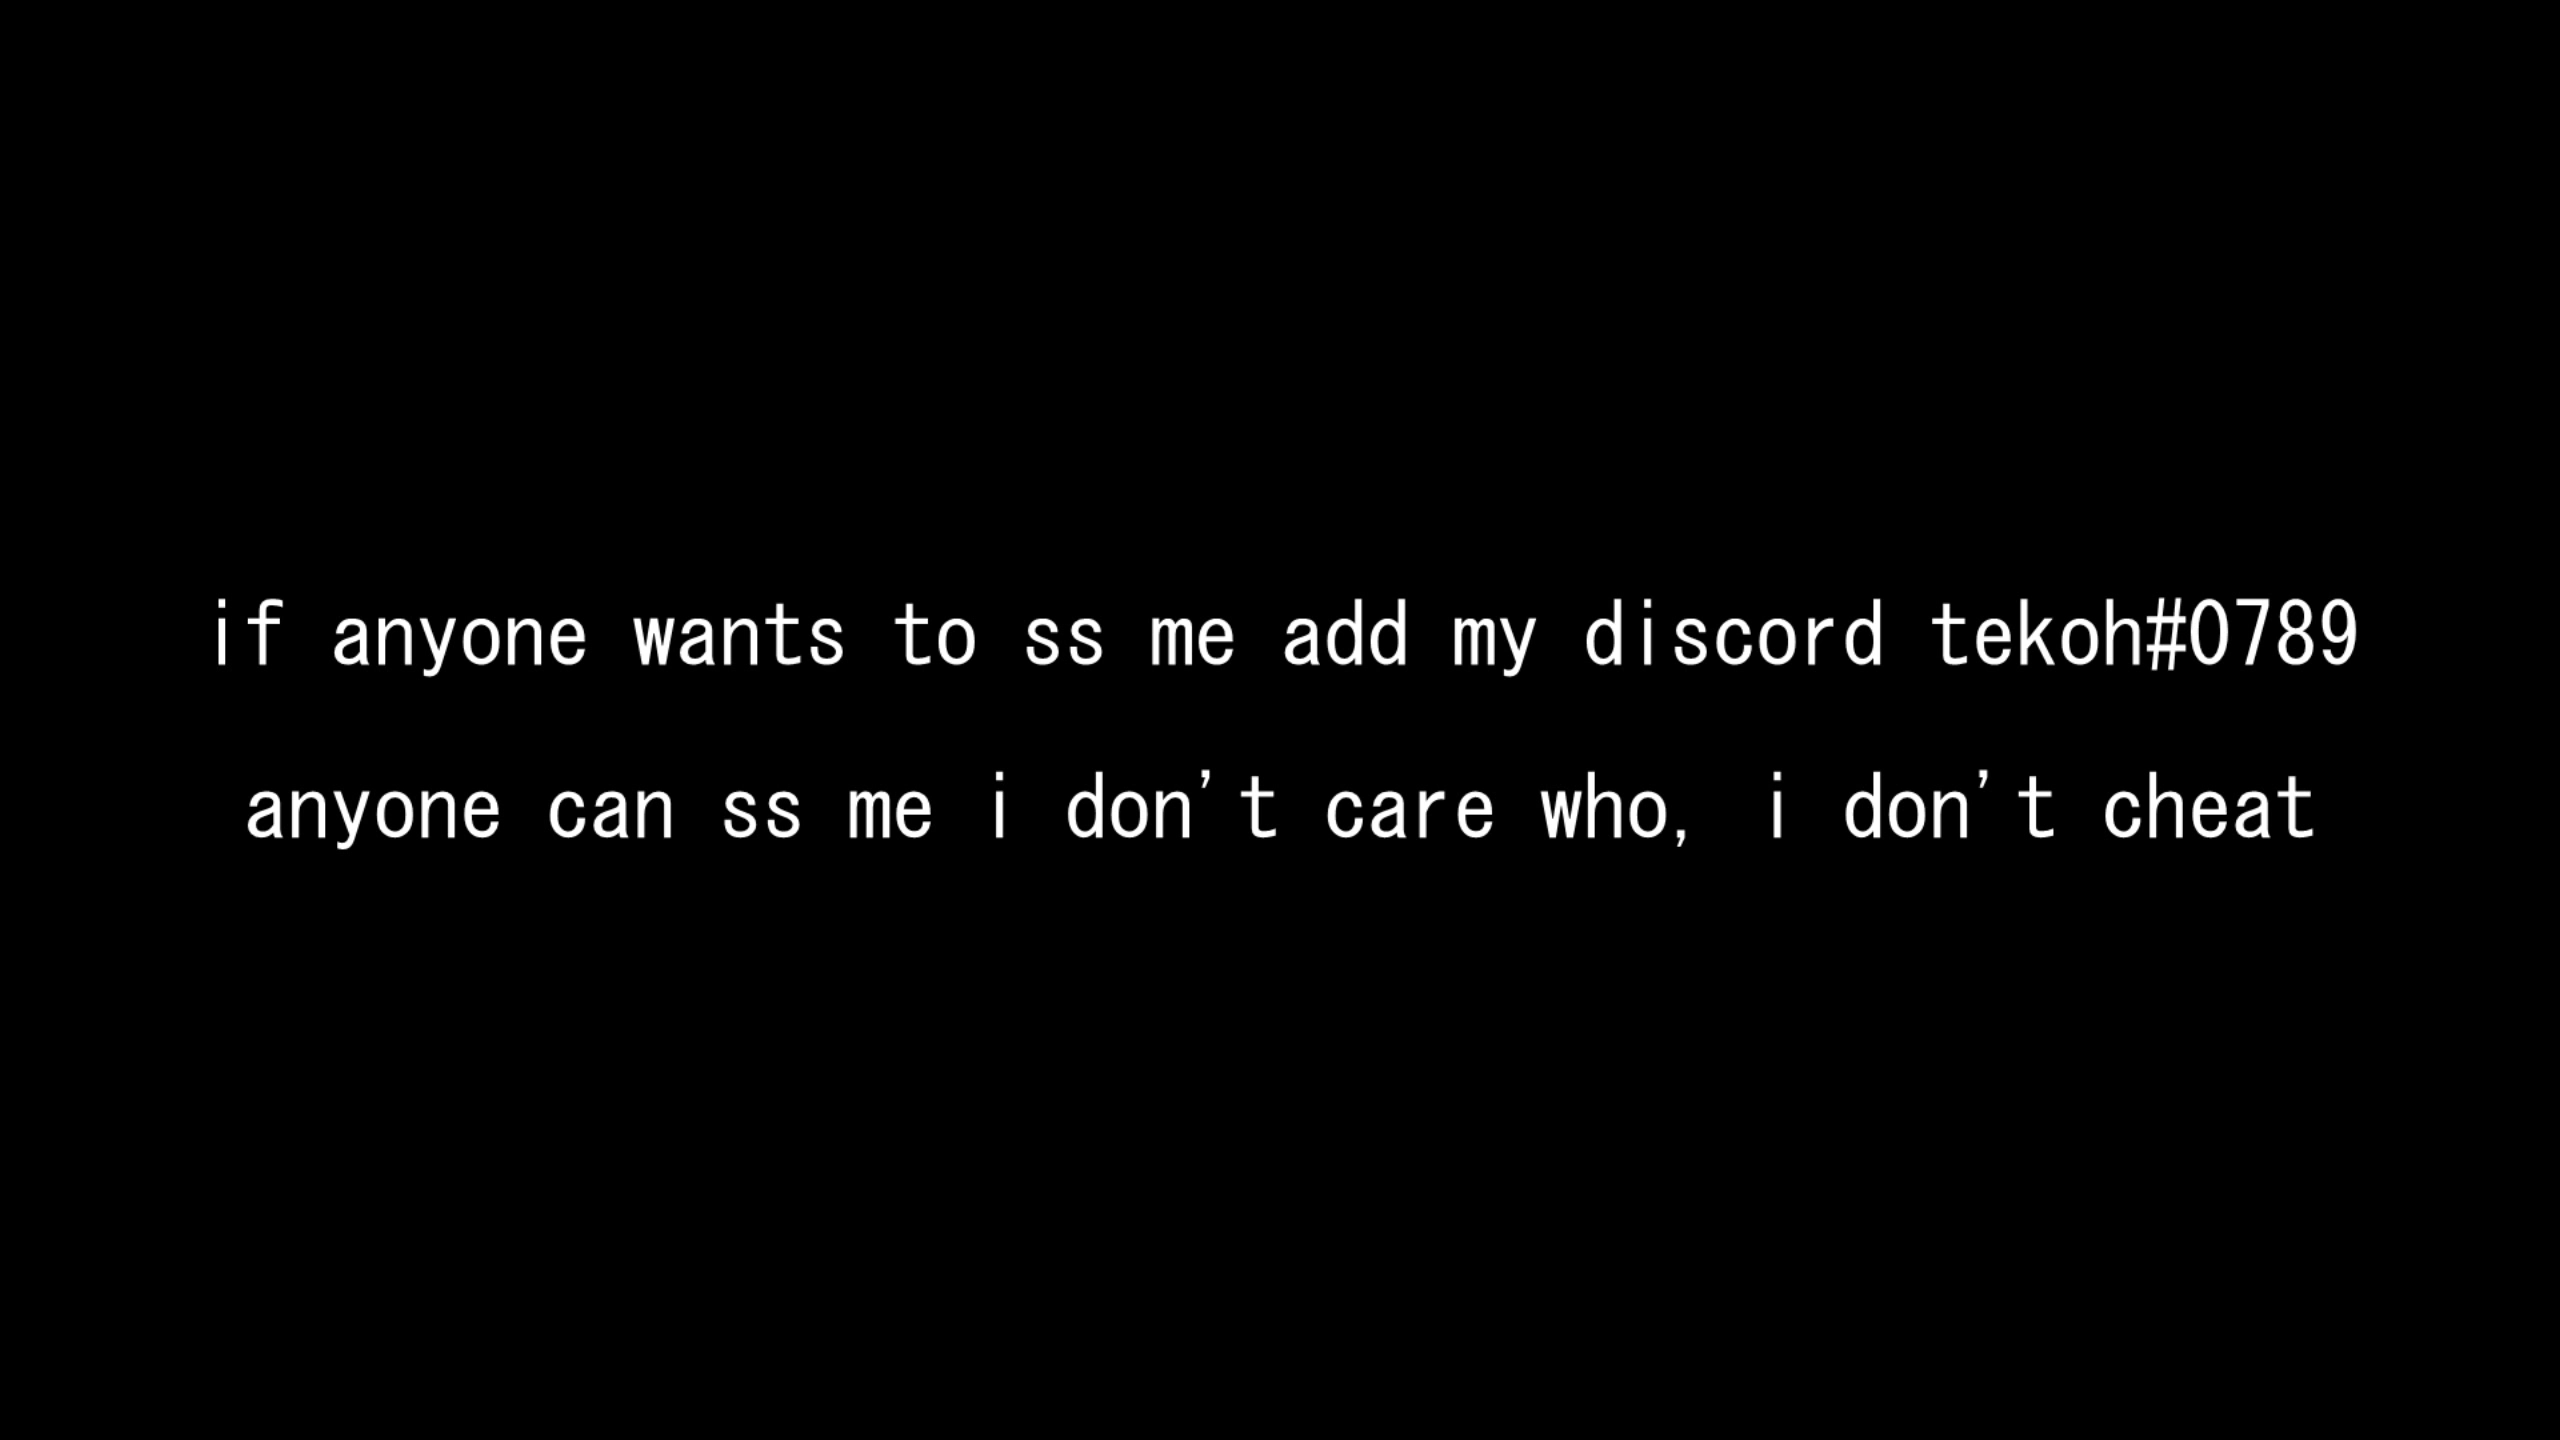 if anyone wants to ss me add my discord tekoh#0789
anyone can ss me i don't care who, i don't cheat